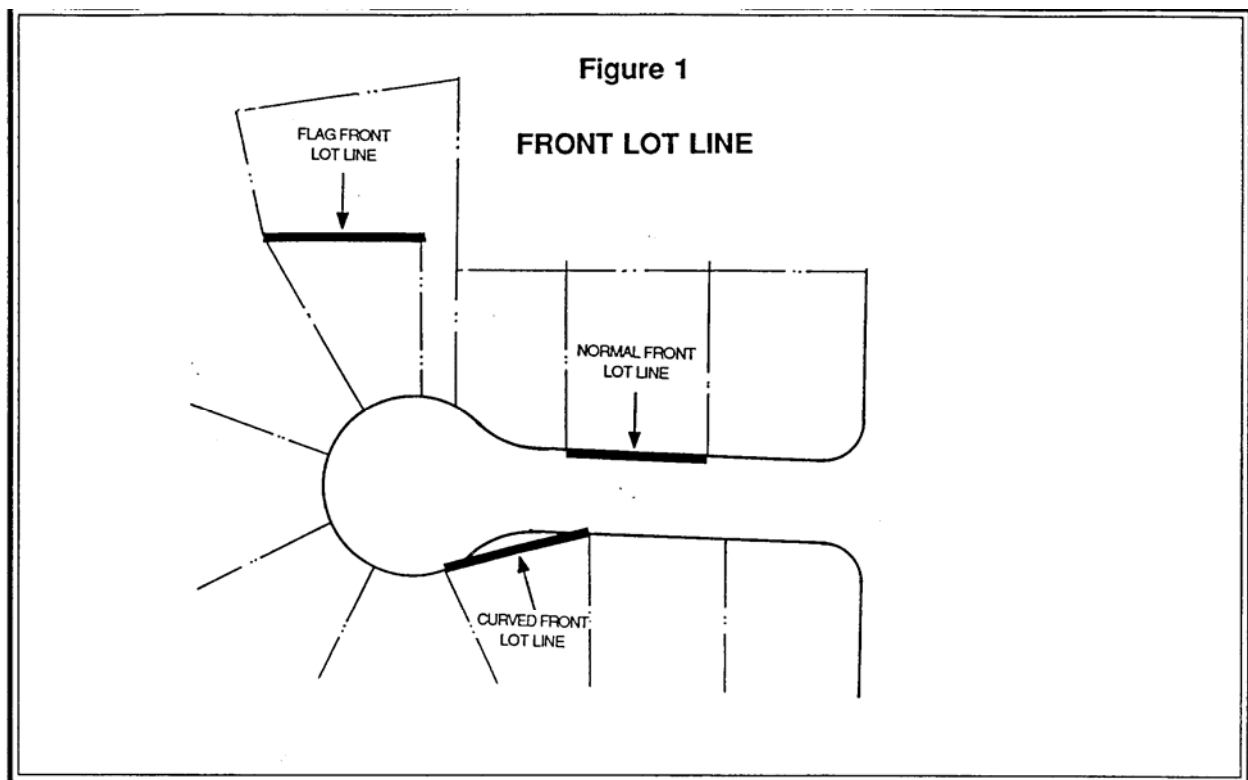 Figure 1
FRONT LOT LINE
FLAG FRONT
LOT LINE
NORMAL FRONT
LOT LINE
CURVED FRONT
LOT LINE